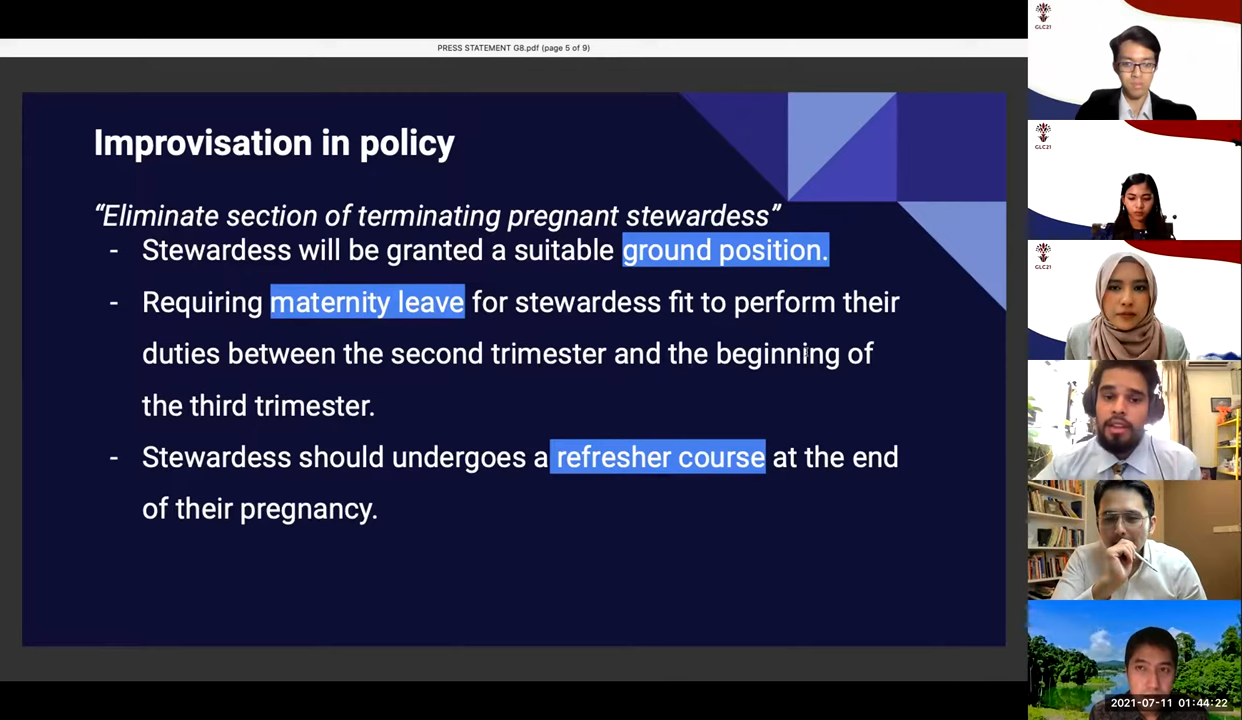 PRESS STATEMENT G8.pdf (page 5 of 9)
Improvisation in policy
“Eliminate section of terminating pregnant stewardess”
- Stewardess will be granted a suitable ground position.
- Requiring maternity leave for stewardess fit to perform their
duties between the second trimester and the beginning of
the third trimester.
- Stewardess should undergoes a refresher course at the end
of their pregnancy.
GLC21
GLC21
GLC21
2021-07-11 01:44:22